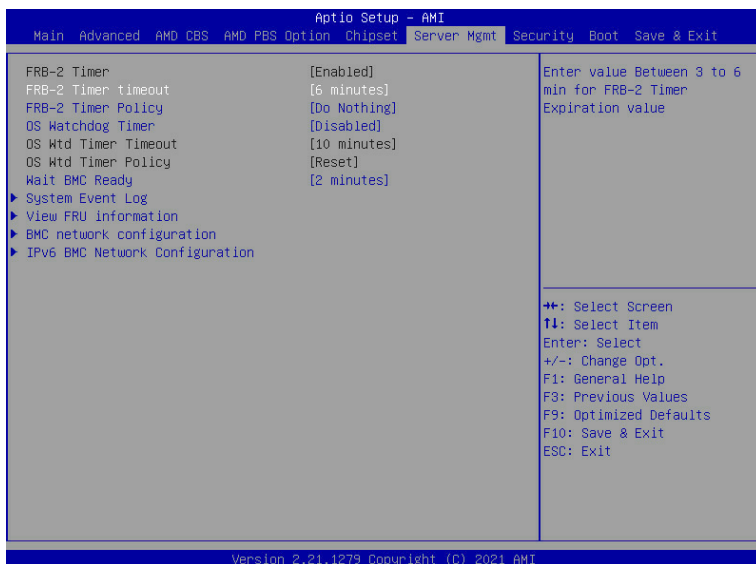 Aptio Setup – AMI
Main Advanced AMD CBS AMD PBS Option Chipset Server Mgmt Security Boot Save & Exit
FRB-2 Timer [Enabled]
FRB-2 Timer timeout [6 minutes]
FRB-2 Timer Policy [Do Nothing]
OS Watchdog Timer [Disabled]
OS Wtd Timer Timeout [10 minutes]
OS Wtd Timer Policy [Reset]
Wait BMC Ready [2 minutes]
▶ System Event Log
▶ View FRU information
▶ BMC network configuration
▶ IPv6 BMC Network Configuration
Enter value Between 3 to 6
min for FRB-2 Timer
Expiration value
→←: Select Screen
↑↓: Select Item
Enter: Select
+/-: Change Opt.
F1: General Help
F3: Previous Values
F9: Optimized Defaults
F10: Save & Exit
ESC: Exit
Version 2.21.1279 Copyright (C) 2021 AMI